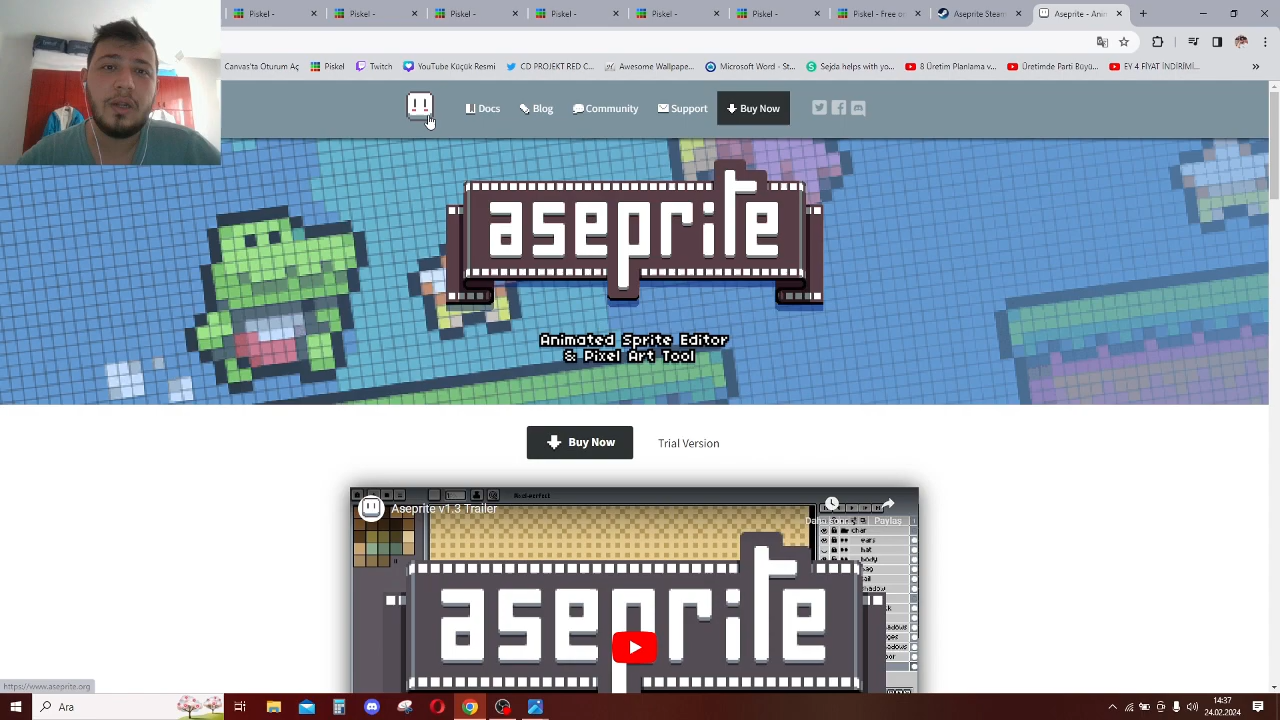 Piskel -
Piskel -
Piskel -
Piskel -
Piskel -
Piskel -
Piskel - Free or
Aseprite Steem
Aseprite - Anim
Canvas'ta Oturum Aç
Piskel
Twitch
YouTube Küçük Resmi
CD PROJEKT RED C...
Awesome Wallpape...
Microsoft Word - St...
Sejda helps with yo...
8 Üretim Planlama v...
Üretimde Parti Büyü...
EY 4 FİYAT İNDİRİMİ...
Docs
Blog
Community
Support
Buy Now
aseprite
Animated Sprite Editor
& Pixel Art Tool
Buy Now
Trial Version
Aseprite v1.3 Trailer
Paylaş
aseprite
https://www.aseprite.org
Ara
14:37
24.02.2024